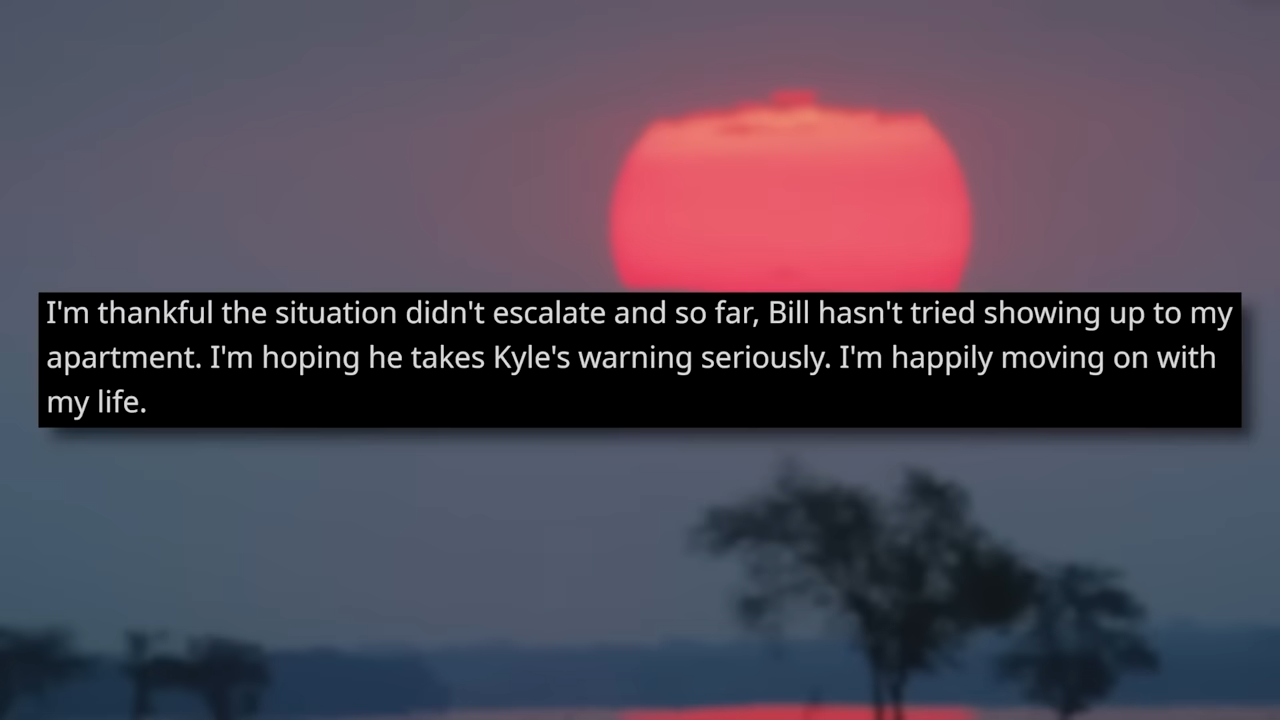 I'm thankful the situation didn't escalate and so far, Bill hasn't tried showing up to my
apartment. I'm hoping he takes Kyle's warning seriously. I'm happily moving on with
my life.